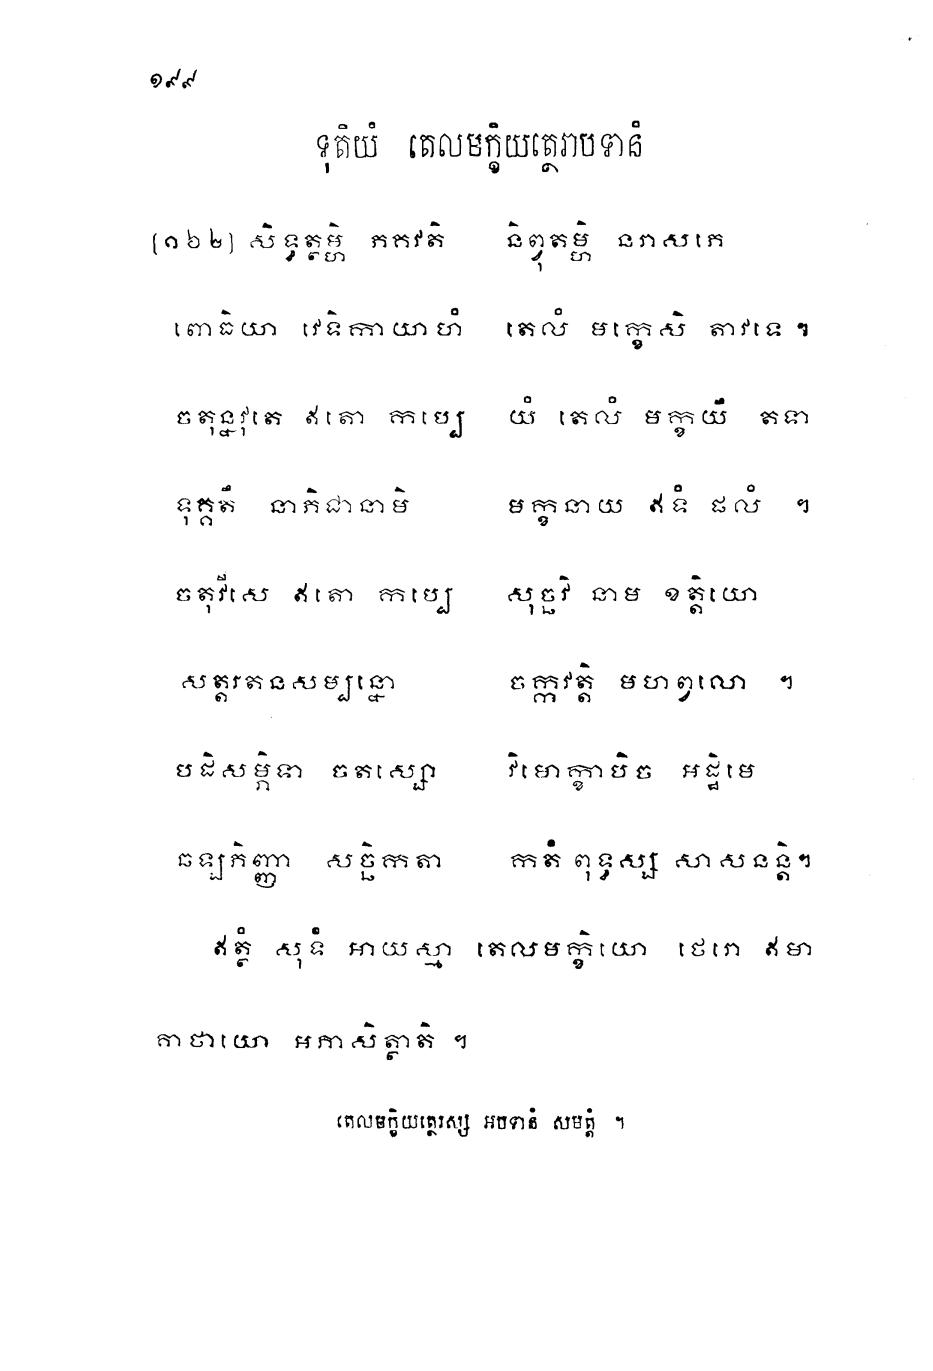 ១៩៩
ទុតិយំ តេលមក្ខិយត្ថេរាបទានំ
(១៦២) សិទ្ធត្ថម្ហិ ភគវតិ និព្វុតម្ហិ នរាសភេ
ពោធិយា វេទិកាយាហំ តេលំ មក្ខេសិ តាវទេ ។
ចតុន្នវុតេ ឥតោ កប្បេ យំ តេលំ មក្ខយឹ តទា
ទុគ្គតឹ នាភិជានាមិ មក្ខនាយ ឥទំ ផលំ ។
ចតុវីសេ ឥតោ កប្បេ សុច្ឆវិ នាម ខត្តិយោ
សត្តរតនសម្បន្នោ ចក្កវត្តិ មហព្វលោ ។
បដិសម្ភិទា ចតស្សោ វិមោក្ខាបិច អដ្ឋិមេ
ឆឡភិញ្ញា សច្ឆិកតា កតំ ពុទ្ធស្ស សាសនន្តិ។
ឥត្ថំ សុទំ អាយស្មា តេលមក្ខិយោ ថេរោ ឥមា
គាថាយោ អភាសិត្ថាតិ ។
តេលមក្ខិយត្ថេរស្ស អបទានំ សមត្តំ ។